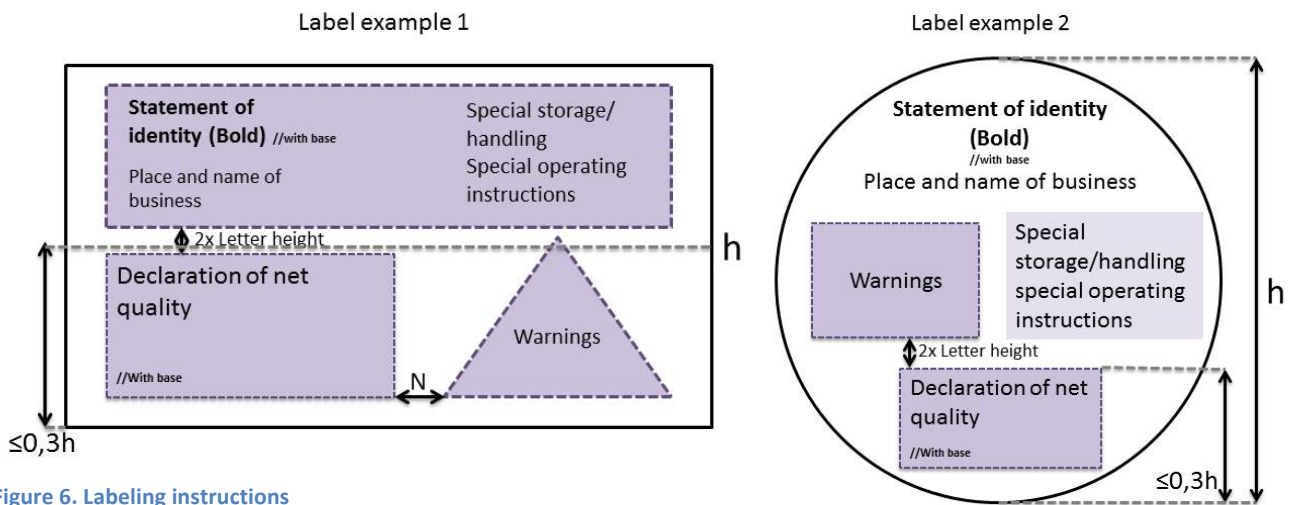 Label example 1
Statement of
identity (Bold) //with base
Place and name of
business
Special storage/
handling
Special operating
instructions
2x Letter height
h
Declaration of net
quality
//With base
N
Warnings
≤0,3h
Label example 2
Statement of identity
(Bold)
//with base
Place and name of business
Warnings
Special
storage/handling
special operating
instructions
h
2x Letter height
Declaration of net
quality
//With base
≤0,3h
igure 6. Labeling instructions